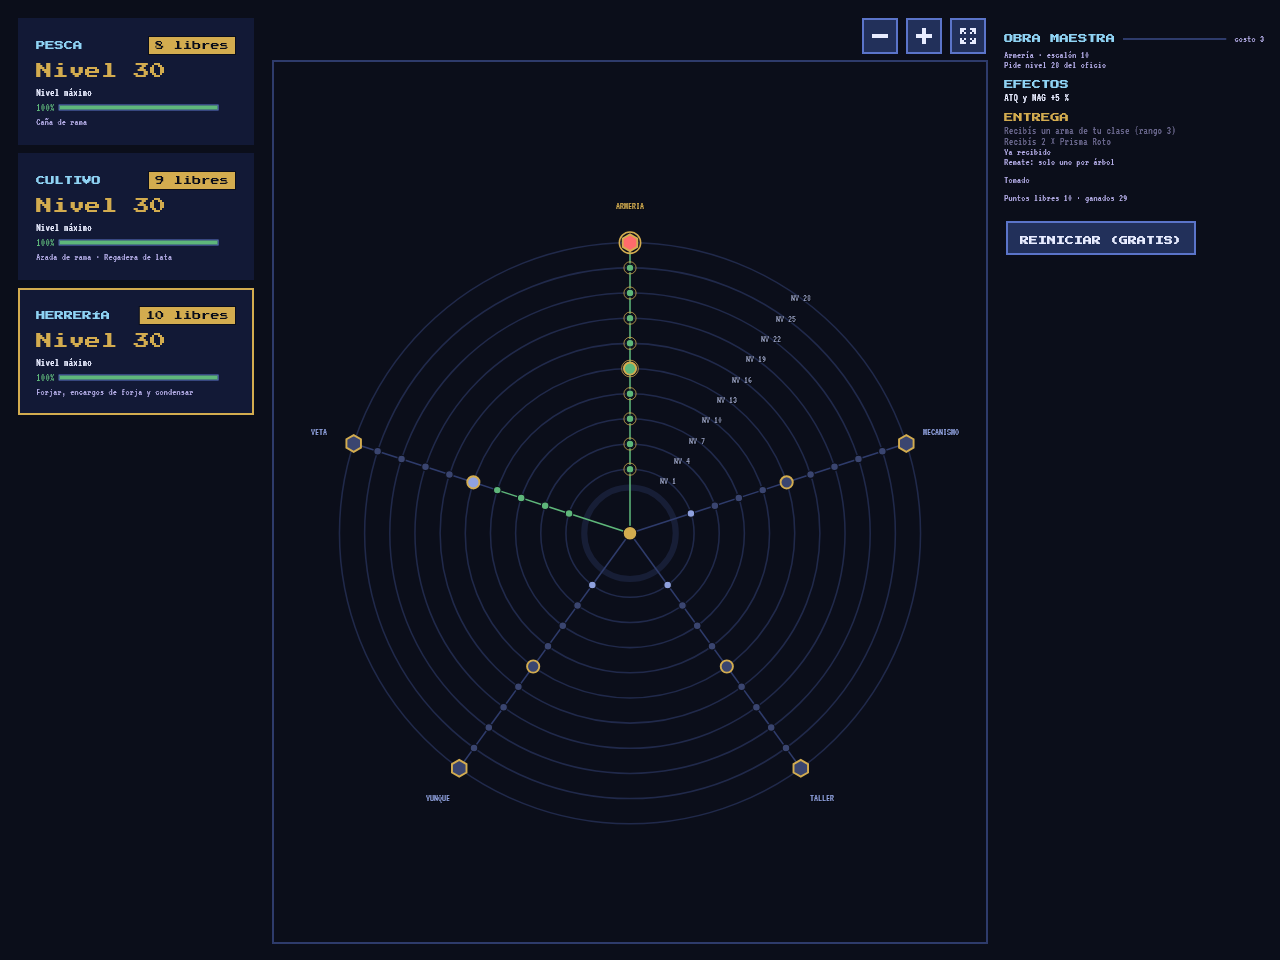 PESCA
8 libres
Nivel 30
Nivel máximo
100%
Caña de rama
CULTIVO
9 libres
Nivel 30
Nivel máximo
100%
Azada de rama · Regadera de lata
HERRERíA
10 libres
Nivel 30
Nivel máximo
100%
Forjar, encargos de forja y condensar
ARMERIA
NV 28
NV 25
NV 22
NV 19
NV 16
NV 13
NV 10
NV 7
NV 4
NV 1
VETA
MECANISMO
YUNQUE
TALLER
OBRA MAESTRA
costo 3
Armería · escalón 10
Pide nivel 28 del oficio
EFECTOS
ATQ y MAG +5 %
ENTREGA
Recibís un arma de tu clase (rango 3)
Recibís 2 × Prisma Roto
Ya recibido
Remate: solo uno por árbol
Tomado
Puntos libres 10 · ganados 29
REINICIAR (GRATIS)